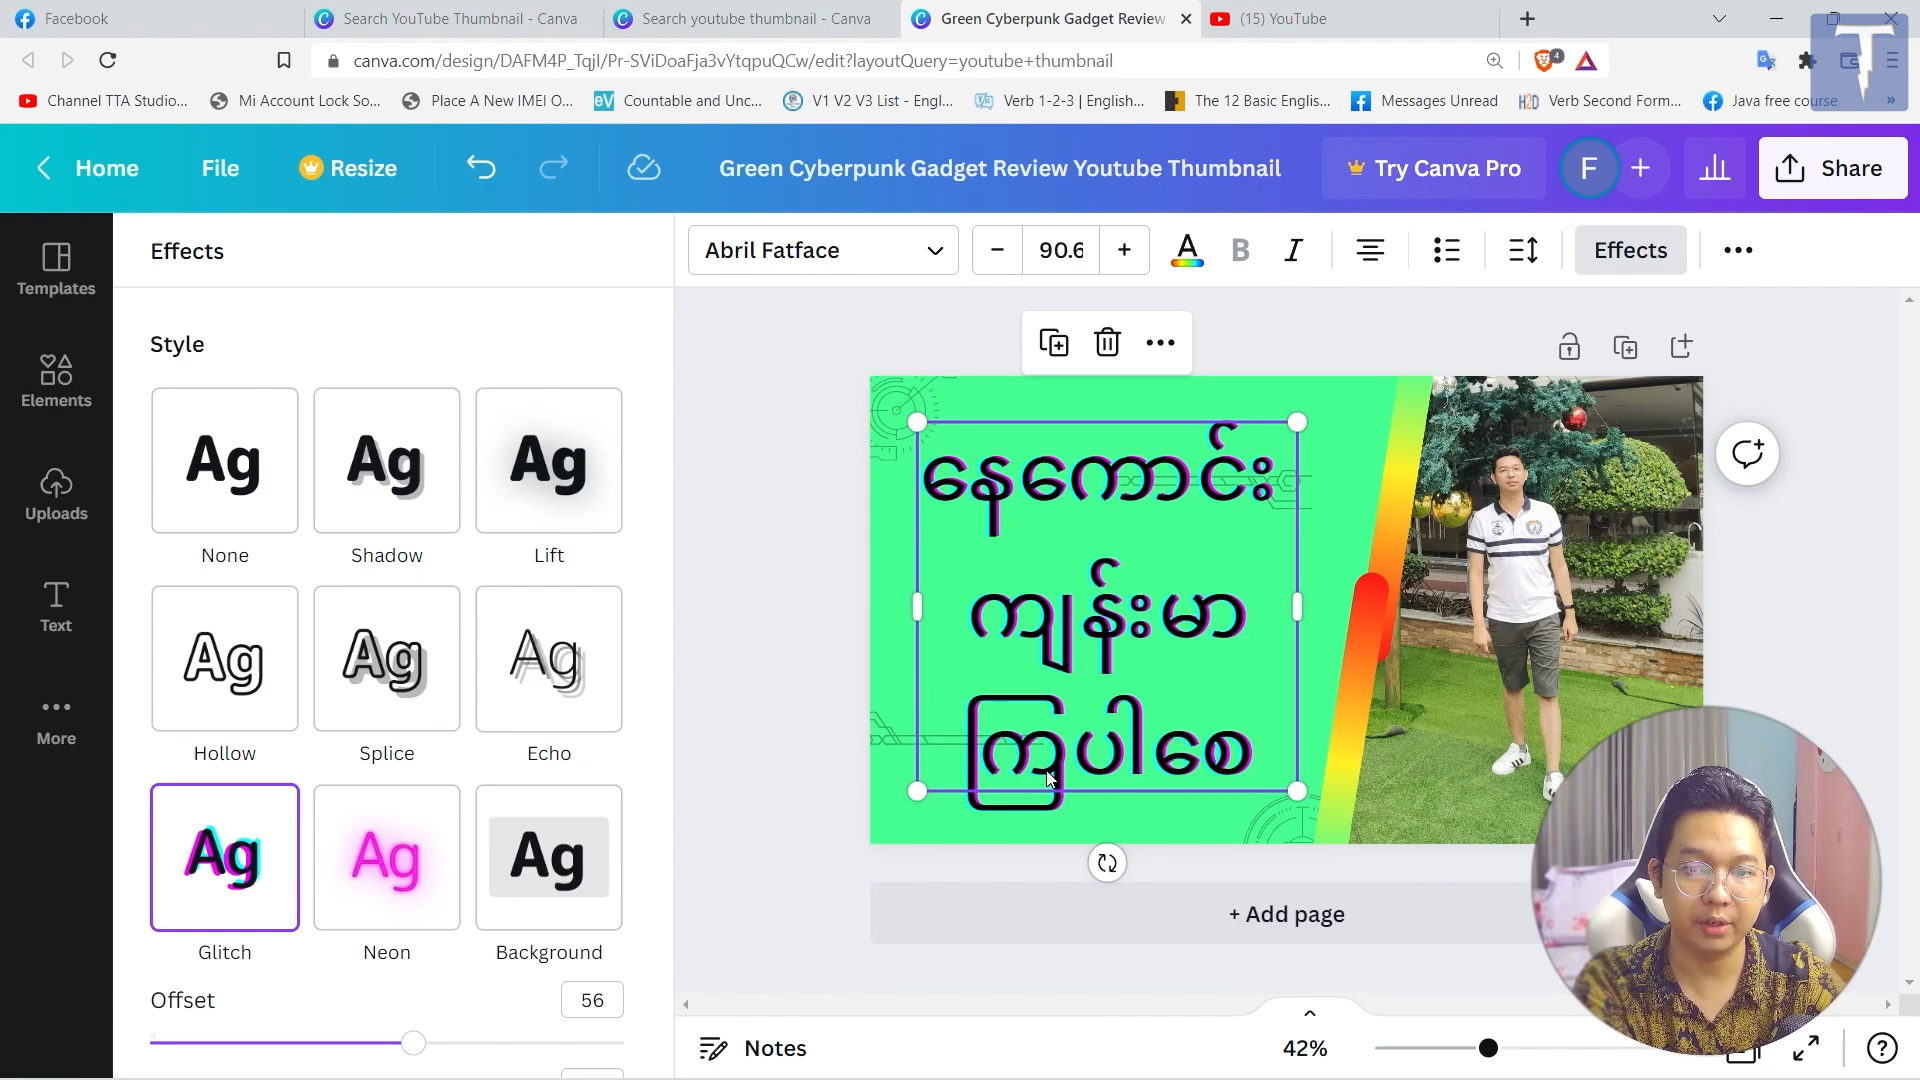 Facebook
Search YouTube Thumbnail - Canva
Search youtube thumbnail - Canva
Green Cyberpunk Gadget Review
(15) YouTube
canva.com/design/DAFM4P_TqjI/Pr-SViDoaFja3vYtqpuQCw/edit?layoutQuery=youtube+thumbnail
4
Channel TTA Studio...
Mi Account Lock So...
Place A New IMEI O...
Countable and Unc...
V1 V2 V3 List - Engl...
Verb 1-2-3 | English...
The 12 Basic Englis...
Messages Unread
Verb Second Form...
Java free course
T
Home
File
Resize
Green Cyberpunk Gadget Review Youtube Thumbnail
Try Canva Pro
F
Share
Effects
Abril Fatface
90.6
A
B
I
Effects
Templates
Elements
Uploads
Text
More
Style
Ag
Ag
Ag
None
Shadow
Lift
Ag
Ag
Ag
Hollow
Splice
Echo
Ag
Ag
Ag
Glitch
Neon
Background
Offset
56
နေကောင်း
ကျန်းမာ
ကြပါစေ
+ Add page
Notes
42%